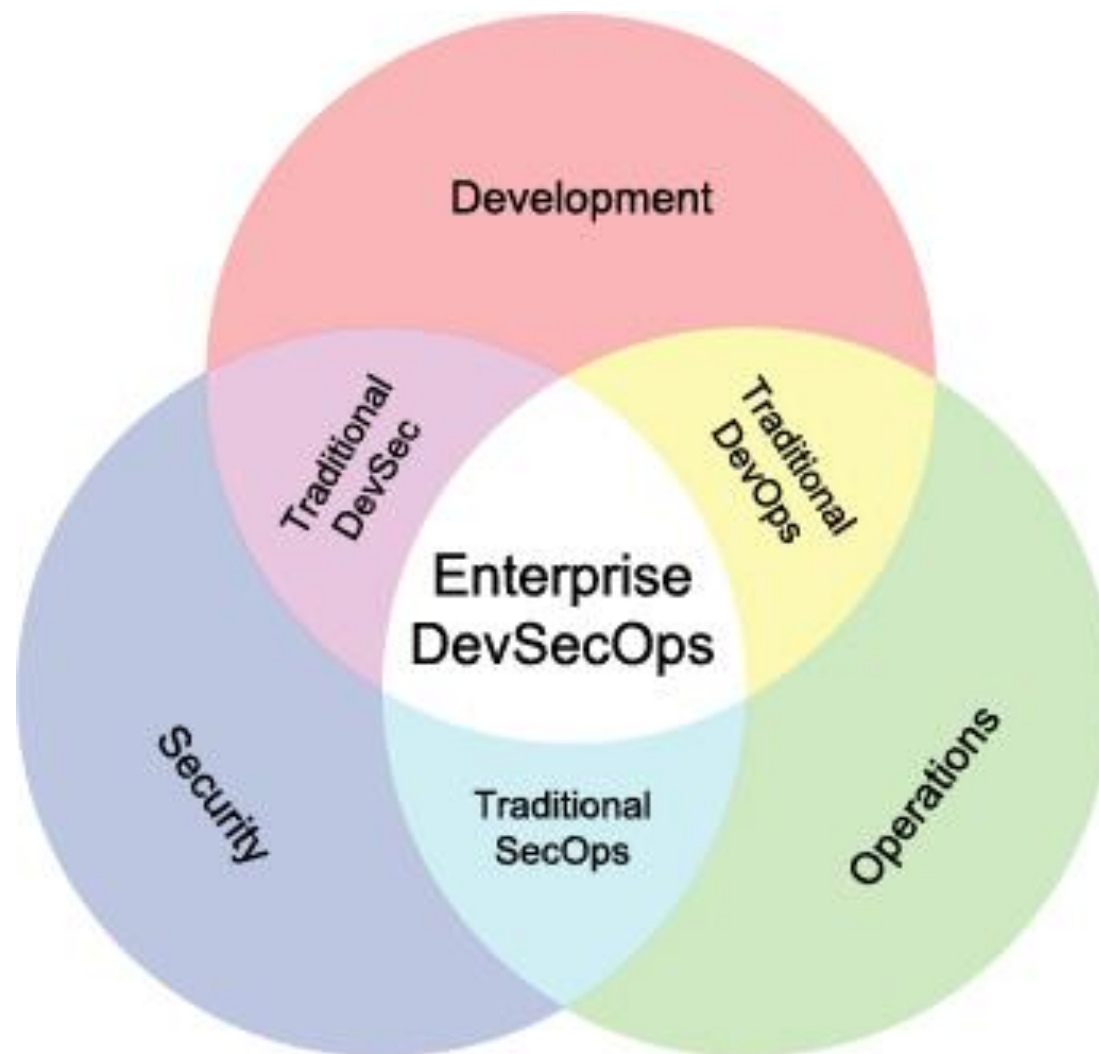 Development
Traditional
DevSec
Traditional
DevOps
Enterprise
DevSecOps
Security
Traditional
SecOps
Operations